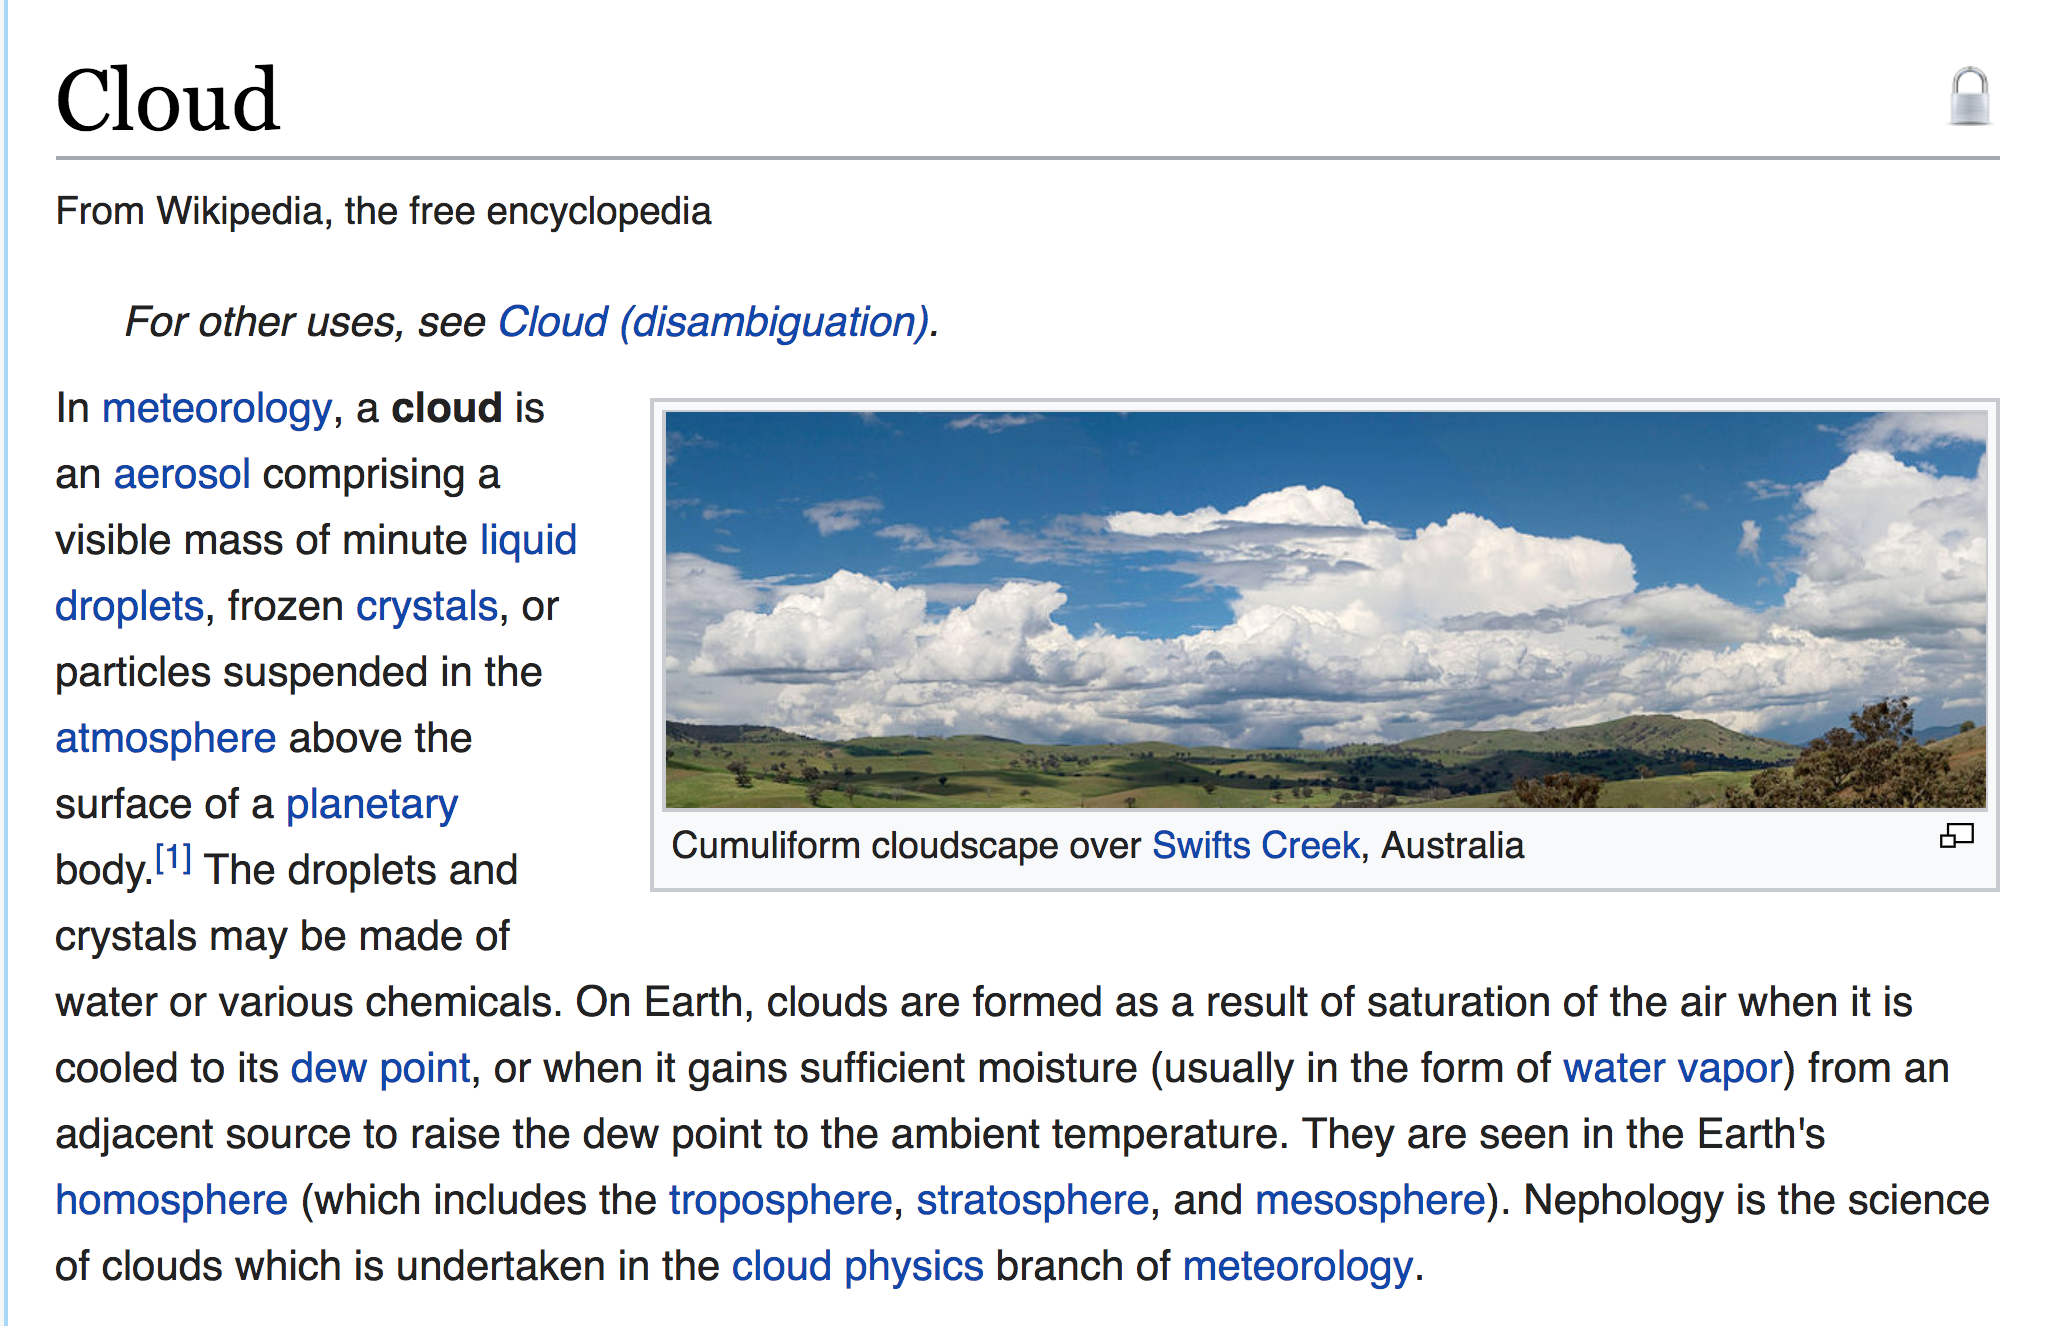 Cloud
From Wikipedia, the free encyclopedia
For other uses, see Cloud (disambiguation).
In meteorology, a cloud is
an aerosol comprising a
visible mass of minute liquid
droplets, frozen crystals, or
particles suspended in the
atmosphere above the
surface of a planetary
body.[1] The droplets and
crystals may be made of
water or various chemicals. On Earth, clouds are formed as a result of saturation of the air when it is
cooled to its dew point, or when it gains sufficient moisture (usually in the form of water vapor) from an
adjacent source to raise the dew point to the ambient temperature. They are seen in the Earth's
homosphere (which includes the troposphere, stratosphere, and mesosphere). Nephology is the science
of clouds which is undertaken in the cloud physics branch of meteorology.
Cumuliform cloudscape over Swifts Creek, Australia